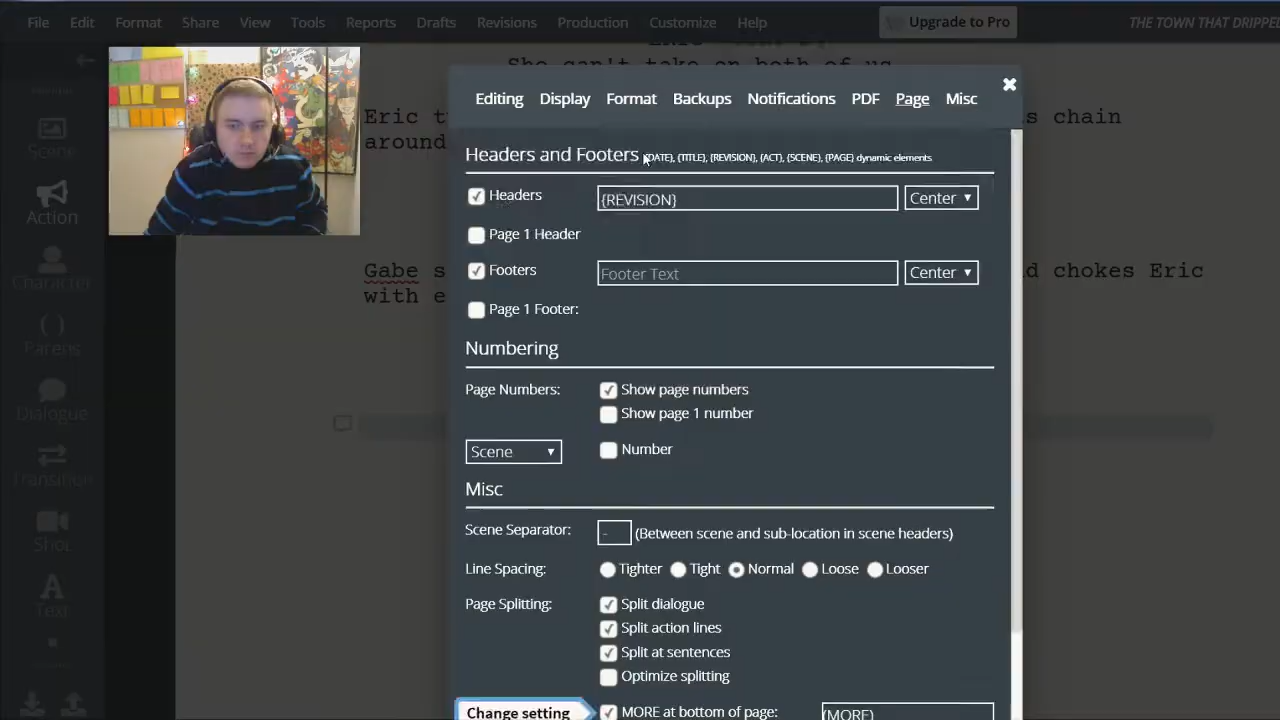 File Edit Format Share View Tools Reports Drafts Revisions Production Customize Help Upgrade to Pro THE TOWN THAT DRIPPED
She can't take on both of us
Editing Display Format Backups Notifications PDF Page Misc
Eric t s chain
around
Headers and Footers {DATE}, {TITLE}, {REVISION}, {ACT}, {SCENE}, {PAGE} dynamic elements
Scene
Headers {REVISION} Center
Action
Page 1 Header
Gabe s d chokes Eric
Footers Footer Text Center
Character
with e
Page 1 Footer:
( )
Parens
Numbering
Page Numbers: Show page numbers
Show page 1 number
Dialogue
Scene Number
Transition
Misc
Scene Separator: - (Between scene and sub-location in scene headers)
Shot
Line Spacing: Tighter Tight Normal Loose Looser
A
Text
Page Splitting: Split dialogue
Split action lines
Split at sentences
Optimize splitting
Change setting MORE at bottom of page: (MORE)